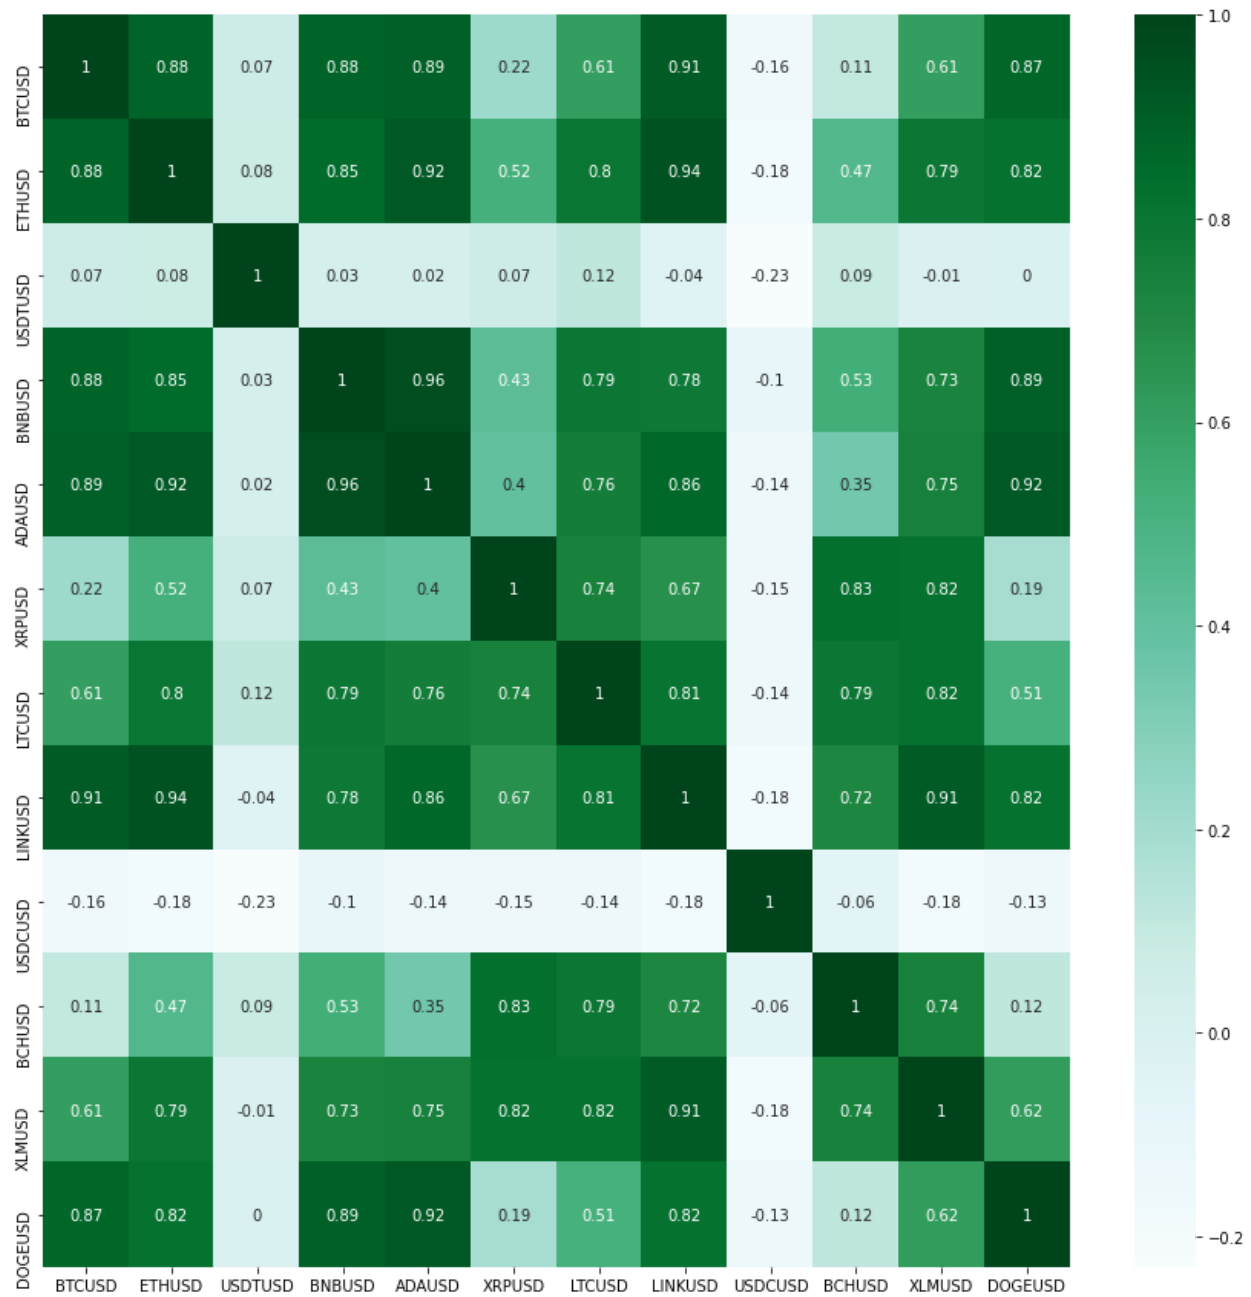 BTCUSD 1 0.88 0.07 0.88 0.89 0.22 0.61 0.91 -0.16 0.11 0.61 0.87
ETHUSD 0.88 1 0.08 0.85 0.92 0.52 0.8 0.94 -0.18 0.47 0.79 0.82
USDTUSD 0.07 0.08 1 0.03 0.02 0.07 0.12 -0.04 -0.23 0.09 -0.01 0
BNBUSD 0.88 0.85 0.03 1 0.96 0.43 0.79 0.78 -0.1 0.53 0.73 0.89
ADAUSD 0.89 0.92 0.02 0.96 1 0.4 0.76 0.86 -0.14 0.35 0.75 0.92
XRPUSD 0.22 0.52 0.07 0.43 0.4 1 0.74 0.67 -0.15 0.83 0.82 0.19
LTCUSD 0.61 0.8 0.12 0.79 0.76 0.74 1 0.81 -0.14 0.79 0.82 0.51
LINKUSD 0.91 0.94 -0.04 0.78 0.86 0.67 0.81 1 -0.18 0.72 0.91 0.82
USDCUSD -0.16 -0.18 -0.23 -0.1 -0.14 -0.15 -0.14 -0.18 1 -0.06 -0.18 -0.13
BCHUSD 0.11 0.47 0.09 0.53 0.35 0.83 0.79 0.72 -0.06 1 0.74 0.12
XLMUSD 0.61 0.79 -0.01 0.73 0.75 0.82 0.82 0.91 -0.18 0.74 1 0.62
DOGEUSD 0.87 0.82 0 0.89 0.92 0.19 0.51 0.82 -0.13 0.12 0.62 1
BTCUSD ETHUSD USDTUSD BNBUSD ADAUSD XRPUSD LTCUSD LINKUSD USDCUSD BCHUSD XLMUSD DOGEUSD
1.0
0.8
0.6
0.4
0.2
0.0
−0.2